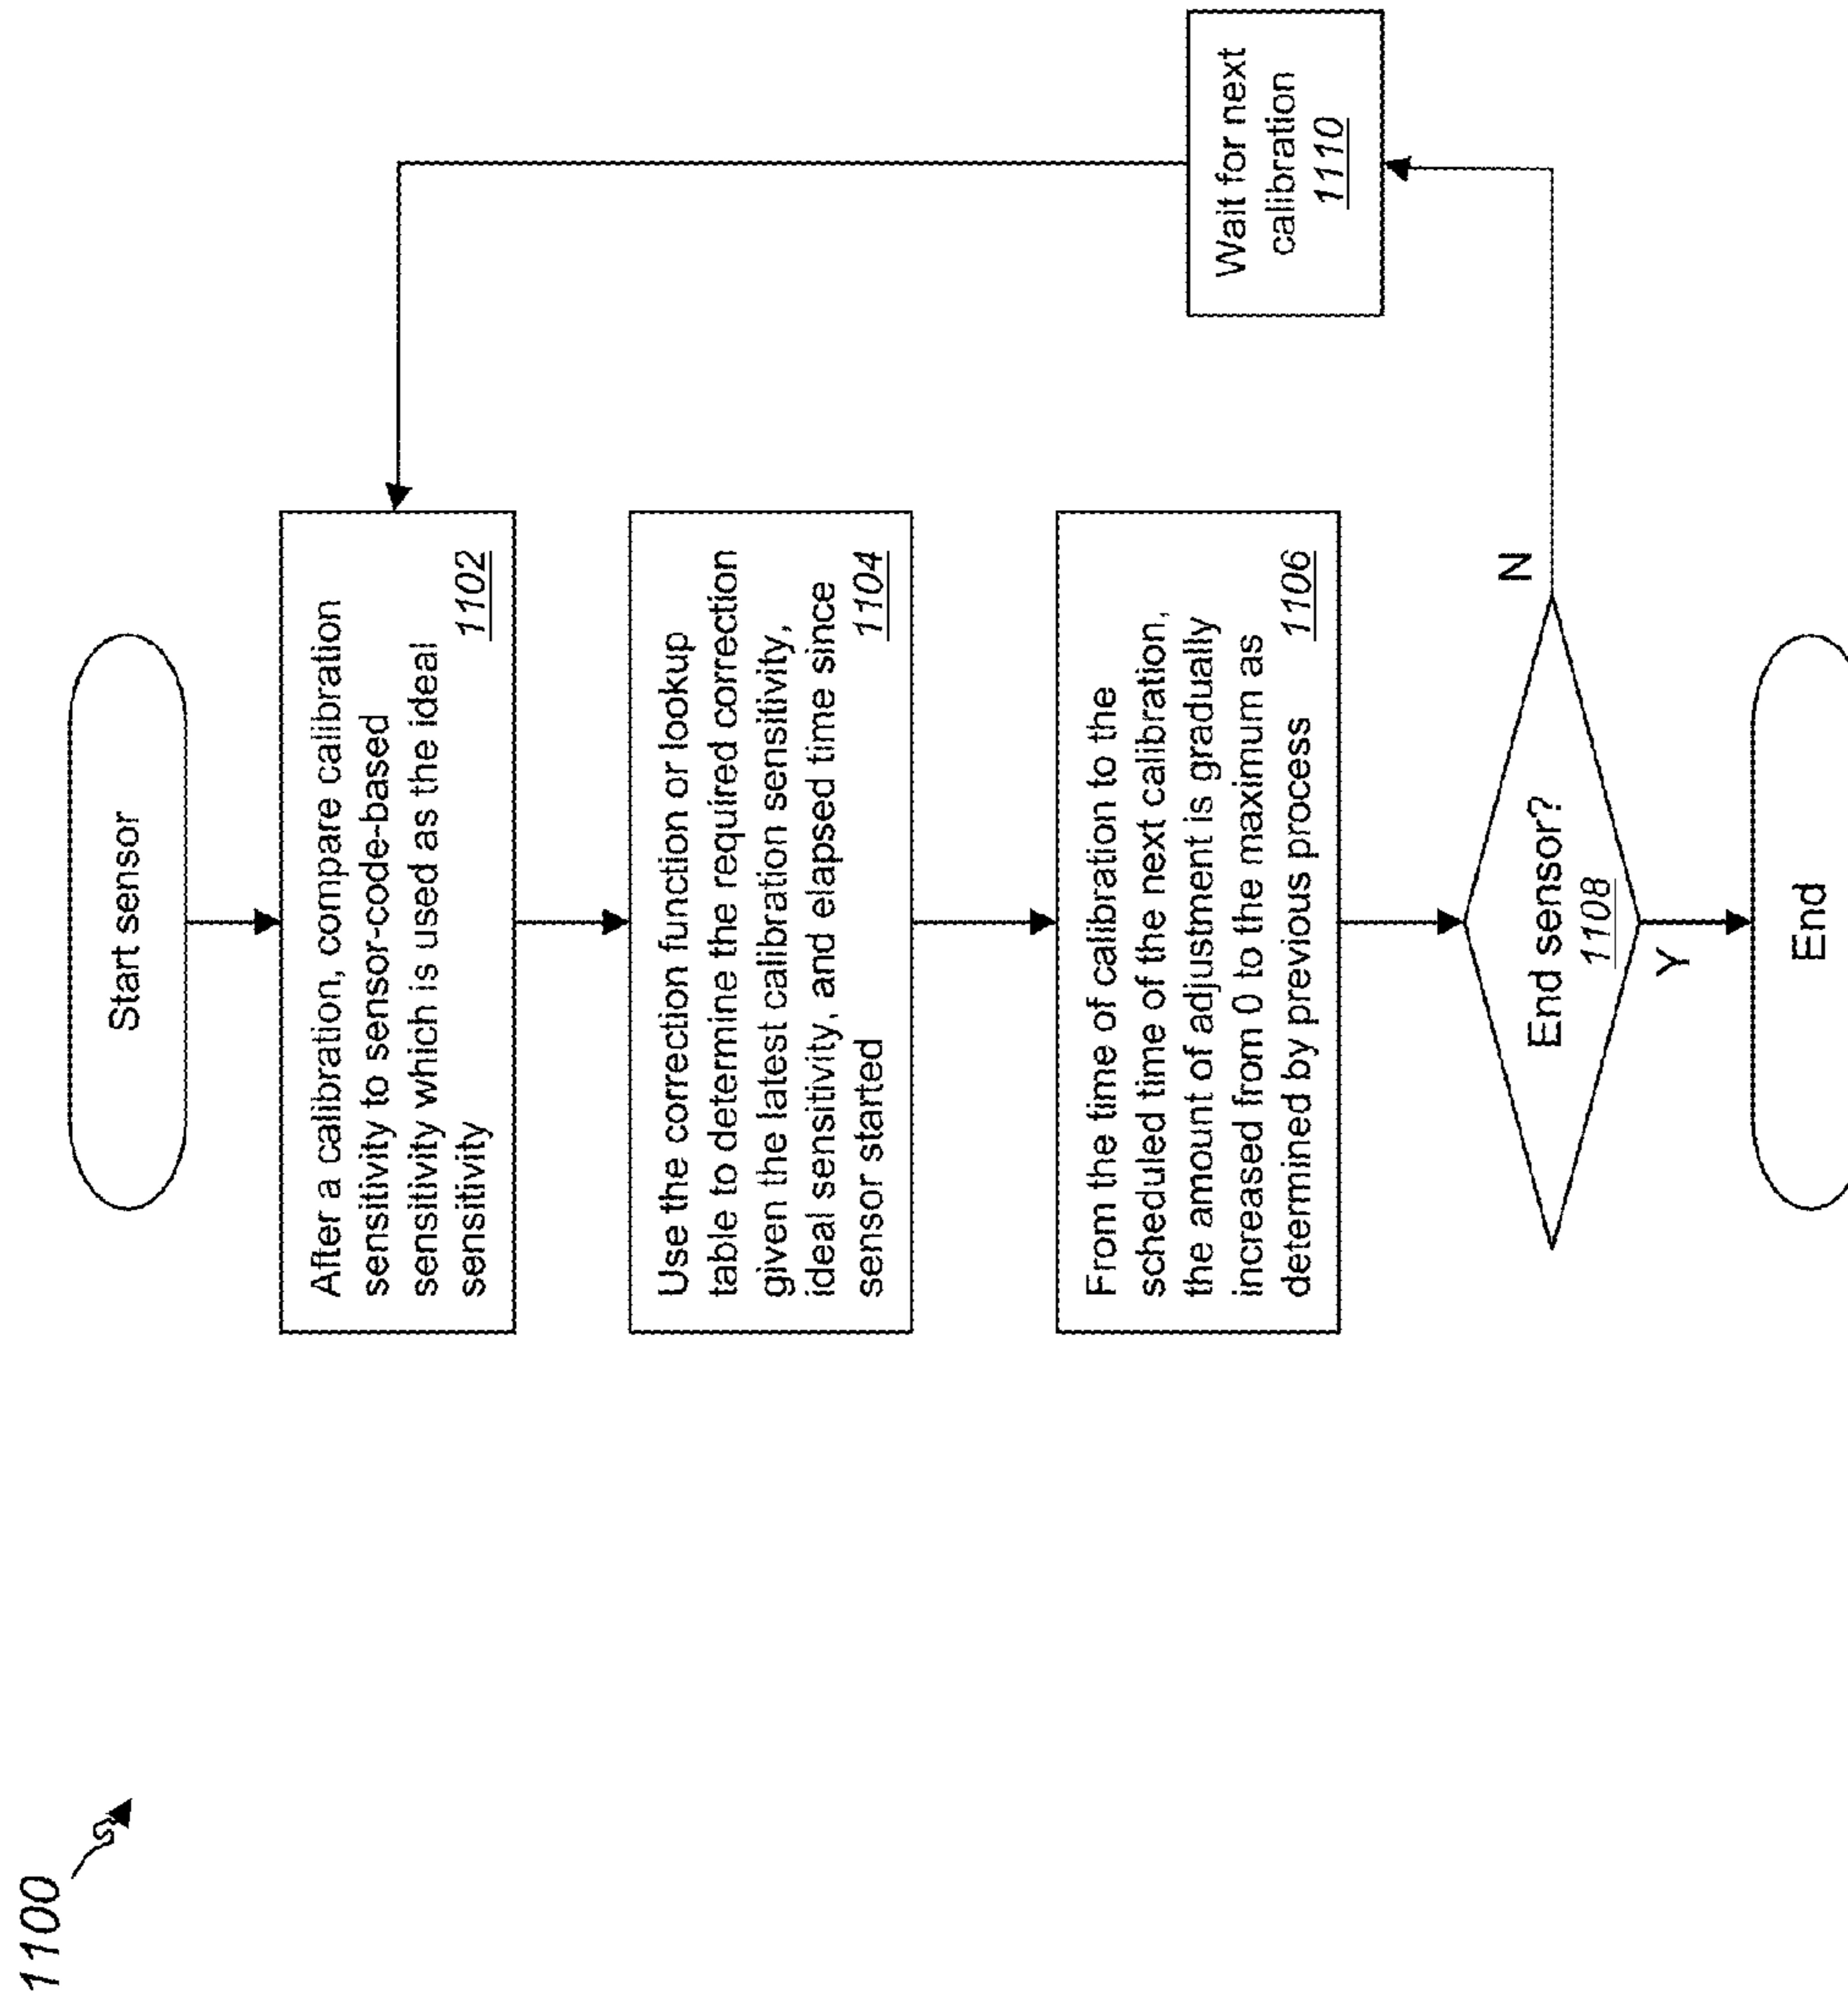 1100
Start sensor
After a calibration, compare calibration
sensitivity to sensor-code-based
sensitivity which is used as the ideal
sensitivity
1102
Use the correction function or lookup
table to determine the required correction
given the latest calibration sensitivity,
ideal sensitivity, and elapsed time since
sensor started
1104
From the time of calibration to the
scheduled time of the next calibration,
the amount of adjustment is gradually
increased from 0 to the maximum as
determined by previous process
1106
End sensor?
1108
N
Y
Wait for next
calibration
1110
End